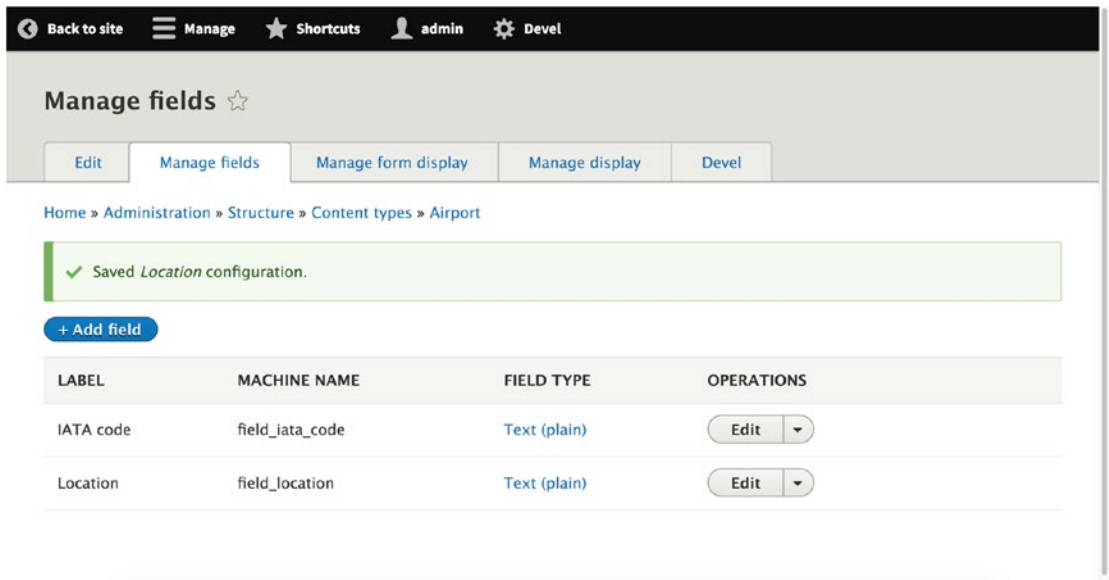 Back to site Manage Shortcuts admin Devel
Manage fields
Edit Manage fields Manage form display Manage display Devel
Home » Administration » Structure » Content types » Airport
Saved Location configuration.
+ Add field
LABEL MACHINE NAME FIELD TYPE OPERATIONS
IATA code field_iata_code Text (plain) Edit
Location field_location Text (plain) Edit